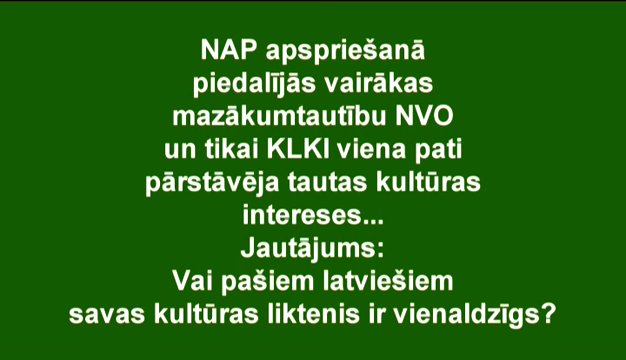 NAP apspriešanā
piedalījās vairākas
mazākumtautību NVO
un tikai KLKI viena pati
pārstāvēja tautas kultūras
intereses...
Jautājums:
Vai pašiem latviešiem
savas kultūras liktenis ir vienaldzīgs?